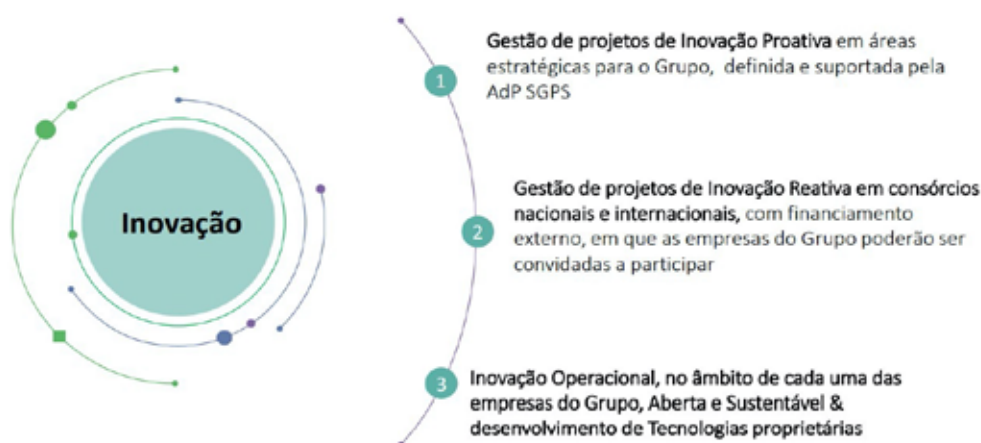 Inovação
1
Gestão de projetos de Inovação Proativa em áreas
estratégicas para o Grupo, definida e suportada pela
AdP SGPS
2
Gestão de projetos de Inovação Reativa em consórcios
nacionais e internacionais, com financiamento
externo, em que as empresas do Grupo poderão ser
convidadas a participar
3
Inovação Operacional, no âmbito de cada uma das
empresas do Grupo, Aberta e Sustentável &
desenvolvimento de Tecnologias proprietárias